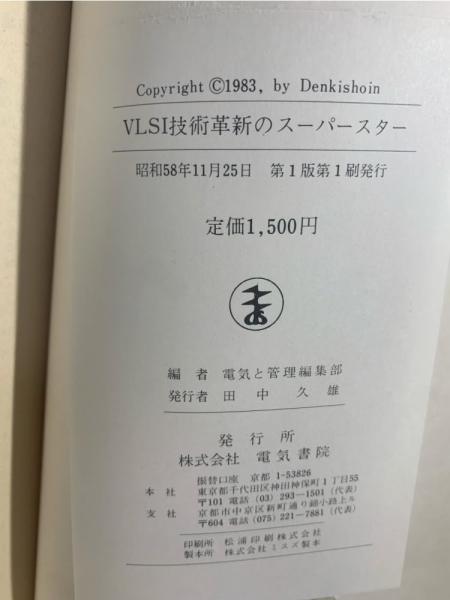 Copyright ©1983, by Denkishoin
VLSI技術革新のスーパースター
昭和58年11月25日 第1版第1刷発行
定価1,500円
編者 電気と管理編集部
発行者 田中久雄
発行所
株式会社 電気書院
振替口座 京都 1-53826
本社 東京都千代田区神田神保町1丁目55
〒101 電話 (03) 293-1501 (代表)
支社 京都市中京区新町通り錦小路上ル
〒604 電話 (075) 221-7881 (代表)
印刷所 松浦印刷株式会社
製本所 株式会社ミスズ製本